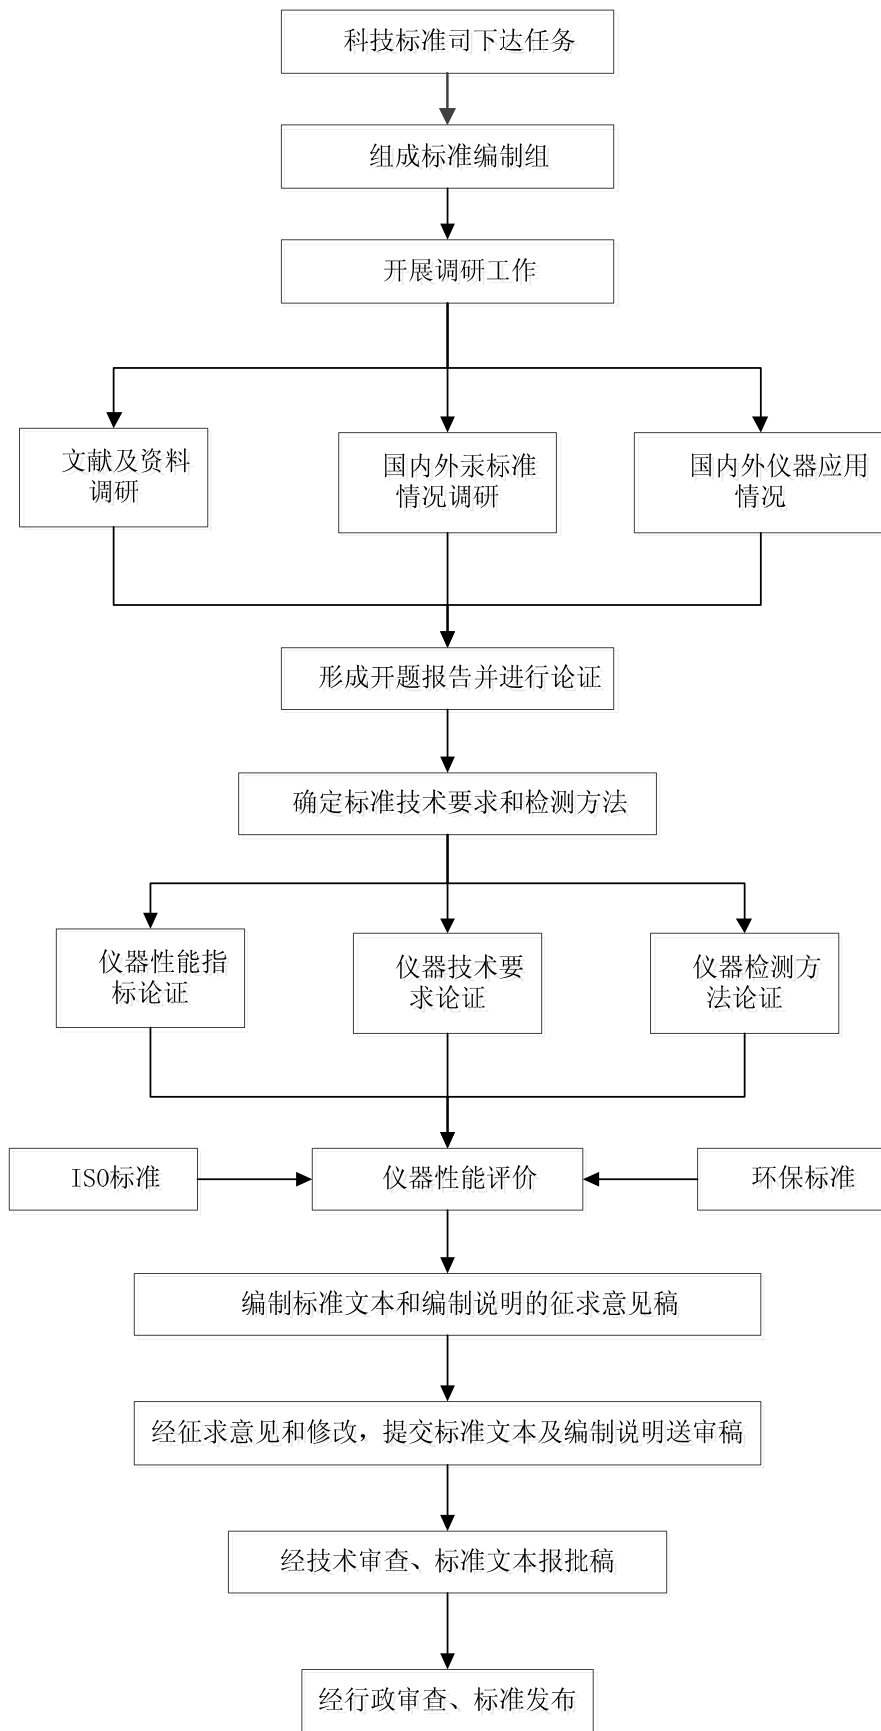 科技标准司下达任务
组成标准编制组
开展调研工作
文献及资料
调研
国内外汞标准
情况调研
国内外仪器应用
情况
形成开题报告并进行论证
确定标准技术要求和检测方法
仪器性能指
标论证
仪器技术要
求论证
仪器检测方
法论证
ISO标准
仪器性能评价
环保标准
编制标准文本和编制说明的征求意见稿
经征求意见和修改，提交标准文本及编制说明送审稿
经技术审查、标准文本报批稿
经行政审查、标准发布